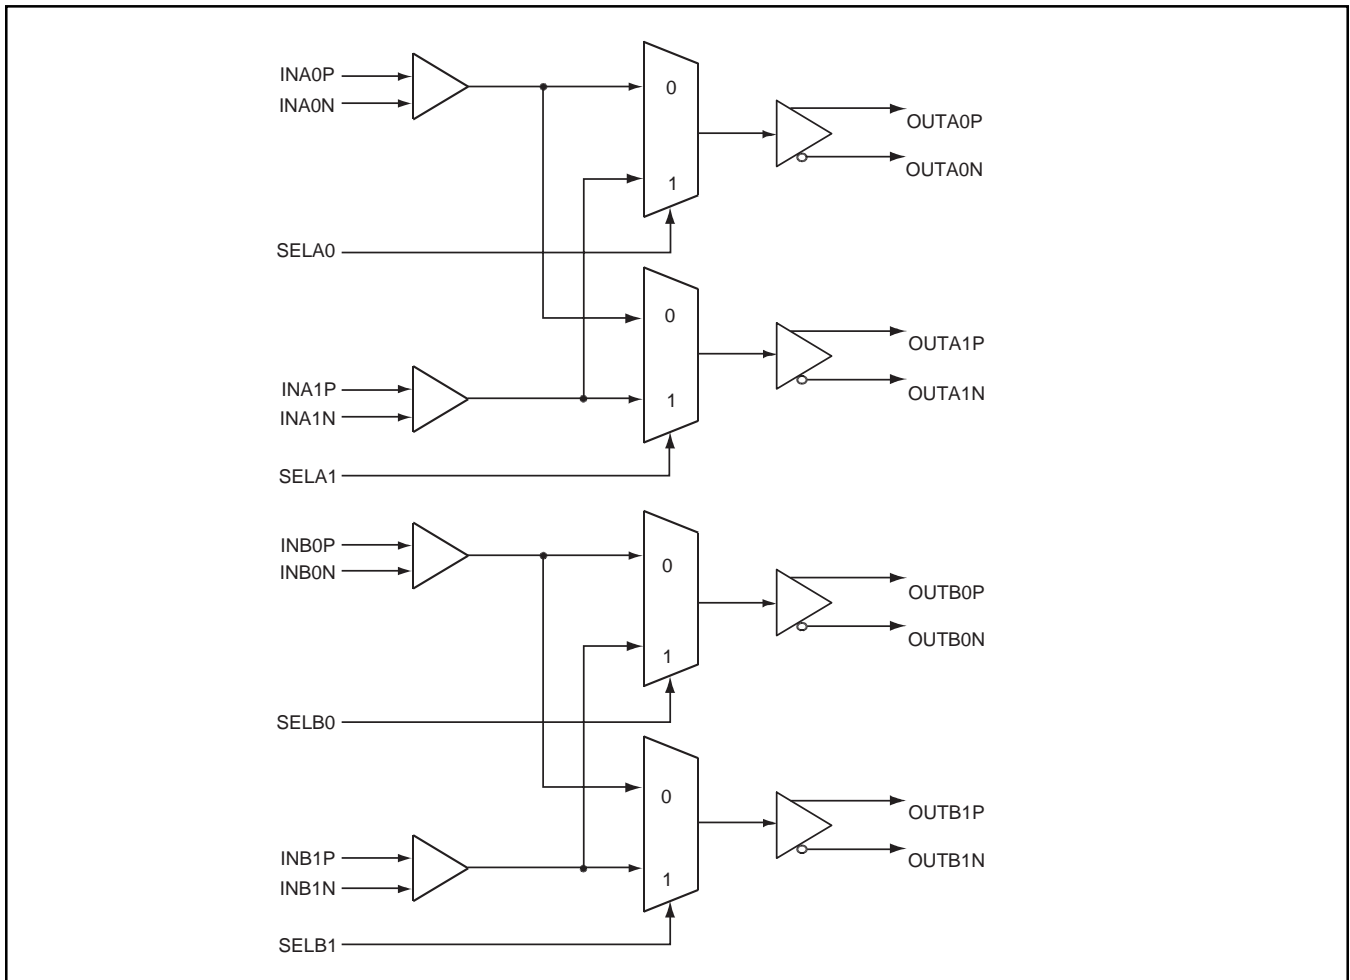 INA0P
INA0N
0
1
OUTA0P
OUTA0N
SELA0
0
1
OUTA1P
OUTA1N
INA1P
INA1N
SELA1
INB0P
INB0N
0
1
OUTB0P
OUTB0N
SELB0
0
1
OUTB1P
OUTB1N
INB1P
INB1N
SELB1